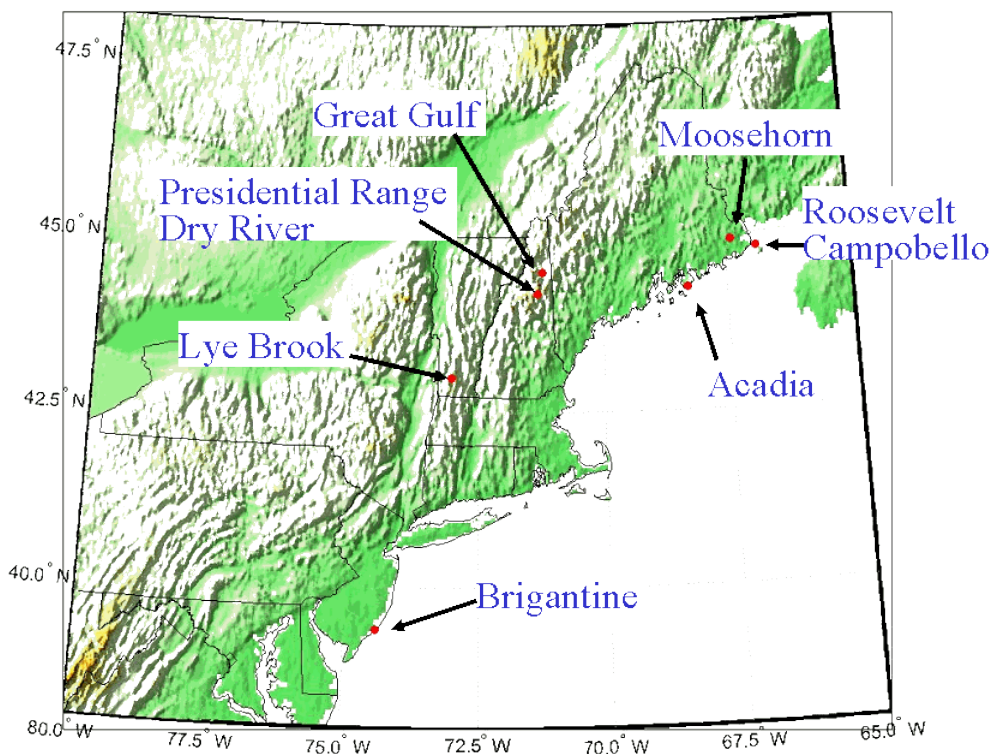 47.5° N
Great Gulf
Moosehorn
Presidential Range
Dry River
Roosevelt
Campobello
45.0° N
Lye Brook
Acadia
42.5° N
40.0° N
Brigantine
80.0° W
77.5° W
75.0° W
72.5° W
70.0° W
67.5° W
65.0° W